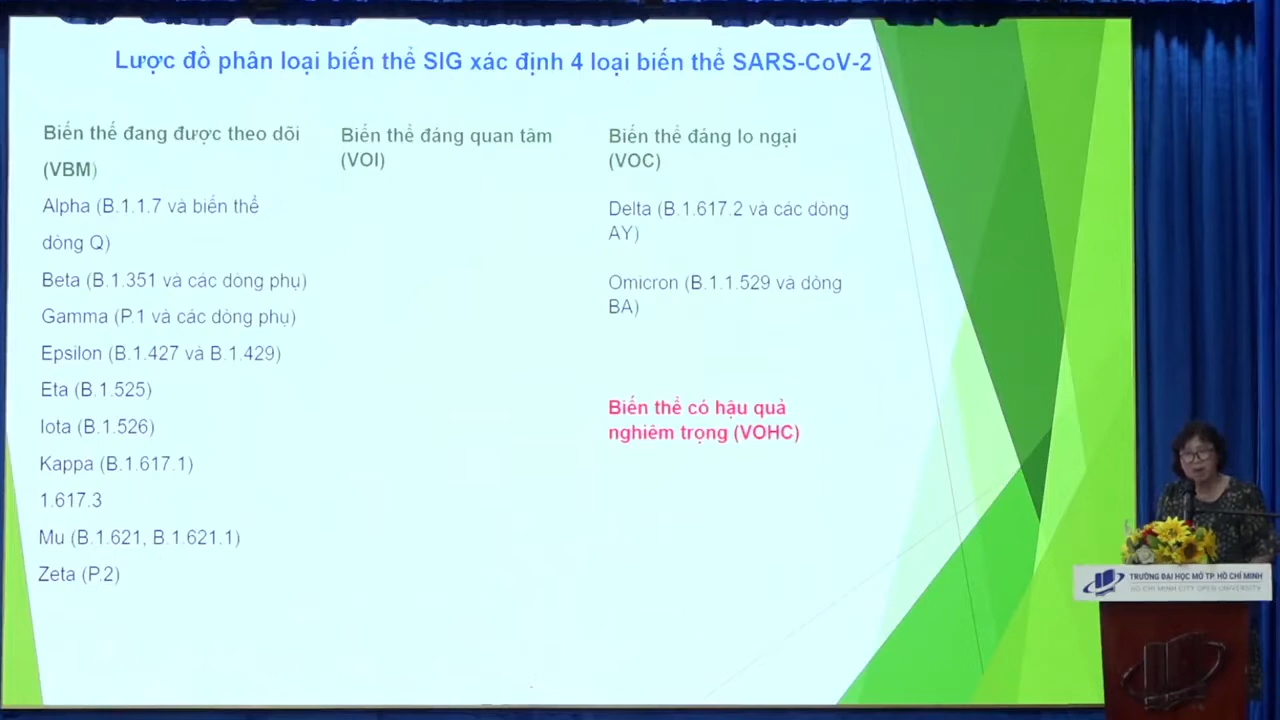 Lược đồ phân loại biến thể SIG xác định 4 loại biến thể SARS-CoV-2
Biến thế đang được theo dõi
(VBM)
Alpha (B.1.1.7 và biến thể
dòng Q)
Beta (B.1.351 và các dòng phụ)
Gamma (P.1 và các dòng phụ)
Epsilon (B.1.427 và B.1.429)
Eta (B.1.525)
Iota (B.1.526)
Kappa (B.1.617.1)
1.617.3
Mu (B.1.621, B.1.621.1)
Zeta (P.2)
Biến thể đáng quan tâm
(VOI)
Biến thể đáng lo ngại
(VOC)
Delta (B.1.617.2 và các dòng
AY)
Omicron (B.1.1.529 và dòng
BA)
Biến thể có hậu quả
nghiêm trọng (VOHC)
TRƯỜNG ĐẠI HỌC MỞ TP. HỒ CHÍ MINH
HO CHI MINH CITY OPEN UNIVERSITY